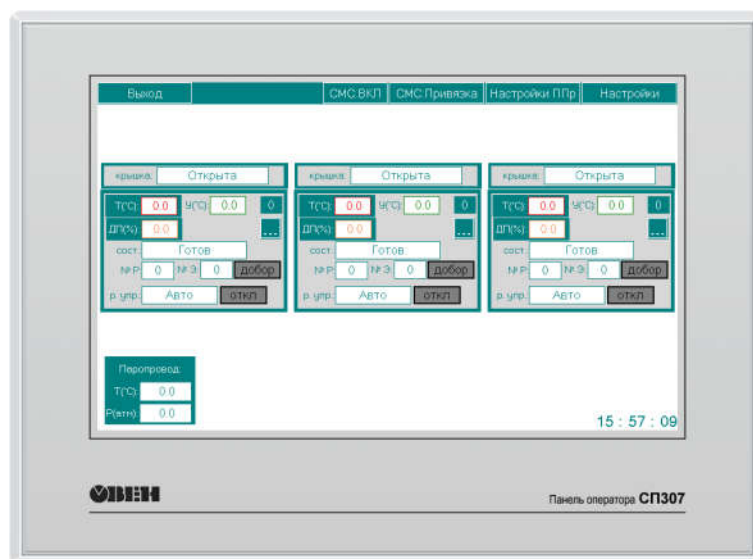 Выход СМС.ВКЛ СМС.Привязка Настройки ППр Настройки
крышка: Открыта крышка: Открыта крышка: Открыта
Т(°С): 0.0 У(°С): 0.0 0 Т(°С): 0.0 У(°С): 0.0 0 Т(°С): 0.0 У(°С): 0.0 0
ДП(%): 0.0 ... ДП(%): 0.0 ... ДП(%): 0.0 ...
сост.: Готов сост.: Готов сост.: Готов
№ Р: 0 № Э: 0 добор № Р: 0 № Э: 0 добор № Р: 0 № Э: 0 добор
р. упр.: Авто откл р. упр.: Авто откл р. упр.: Авто откл
Паропровод:
Т(°С): 0.0
Р(атм): 0.0
15 : 57 : 09
ОВЕН
Панель оператора СП307